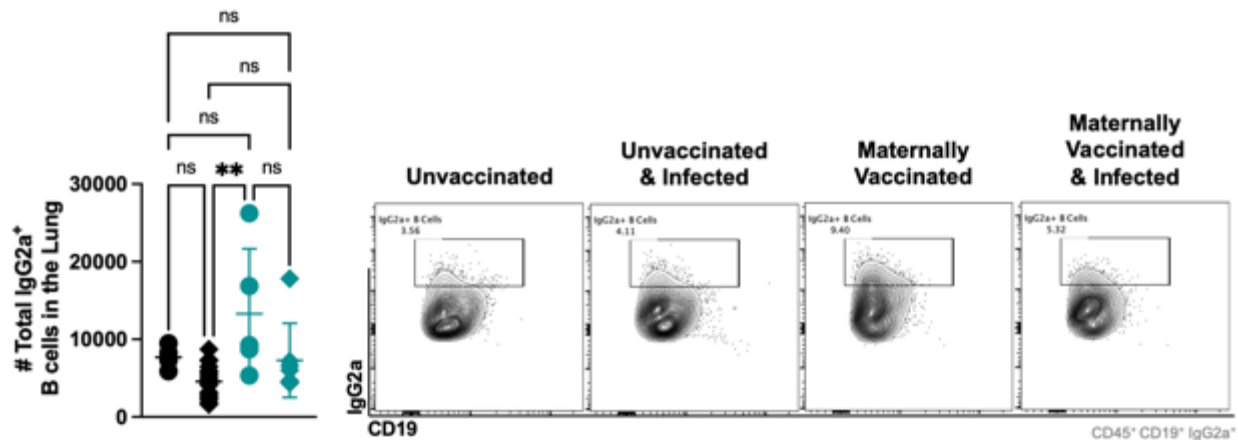 ns
ns
ns
ns
**
ns
30000
20000
10000
0
# Total IgG2a⁺
B cells in the Lung
Unvaccinated
Unvaccinated
& Infected
Maternally
Vaccinated
Maternally
Vaccinated
& Infected
IgG2a+ B Cells
3.56
IgG2a+ B Cells
4.11
IgG2a+ B Cells
9.40
IgG2a+ B Cells
5.32
IgG2a
CD19
CD45⁺ CD19⁺ IgG2a⁺